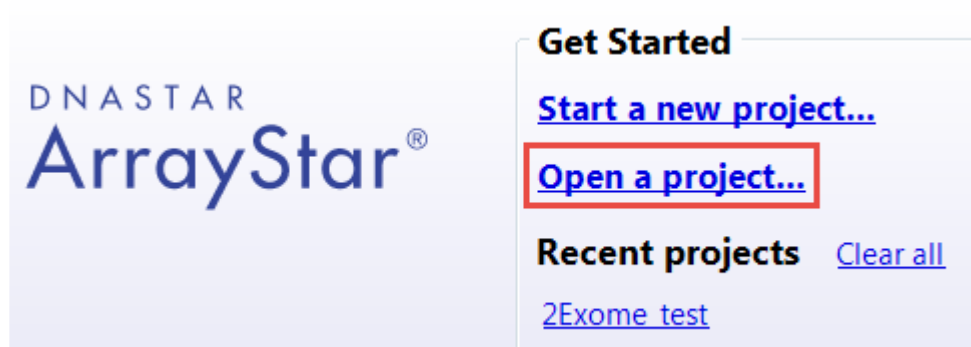 DNASTAR
ArrayStar®
Get Started
Start a new project...
Open a project...
Recent projects Clear all
2Exome_test